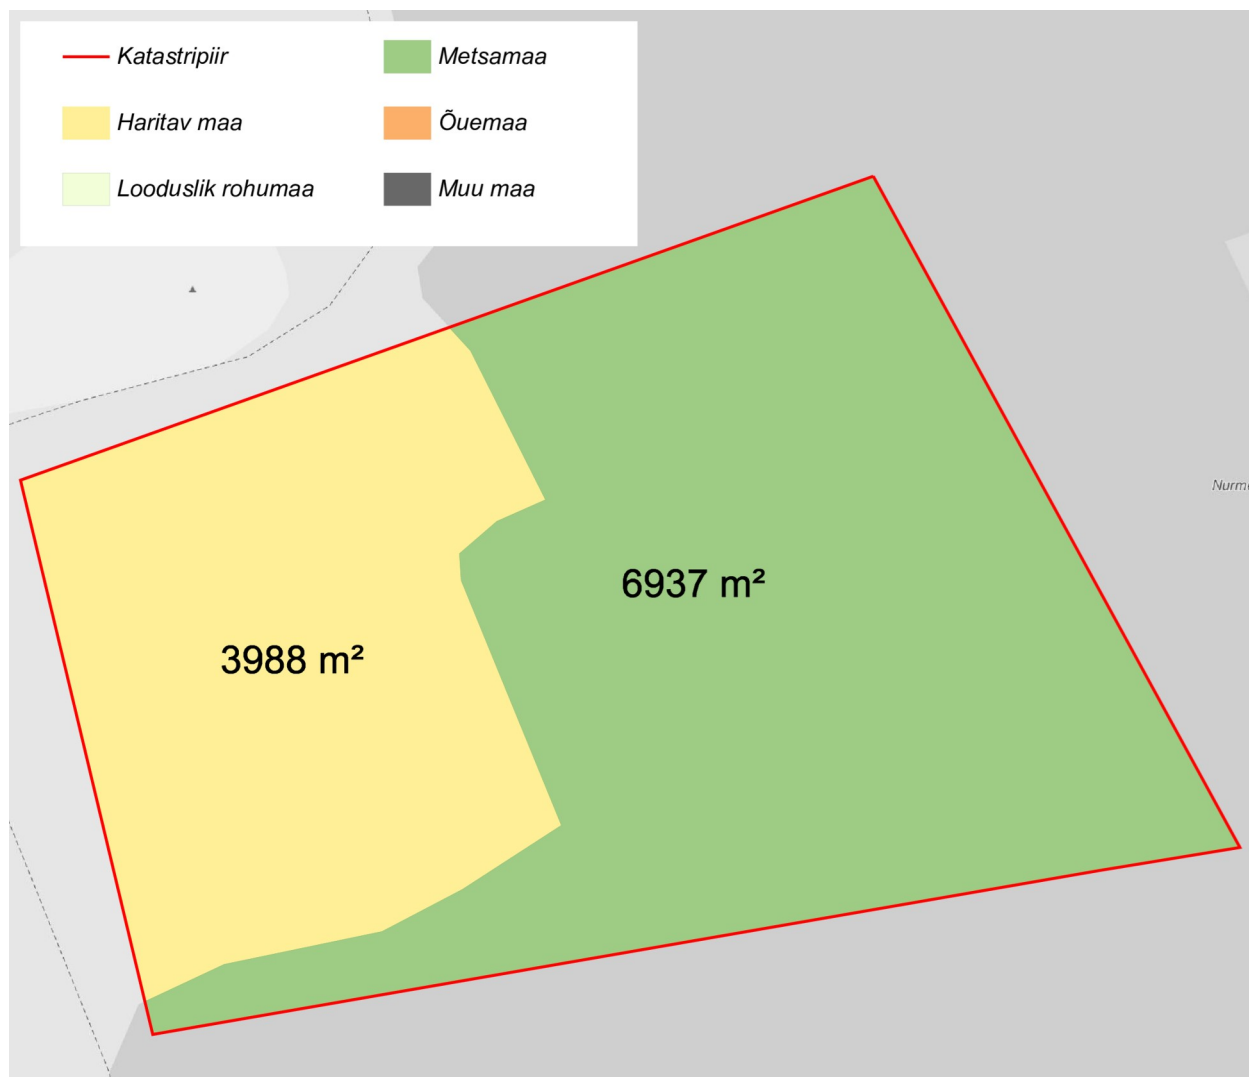 Katastripiir
Metsamaa
Haritav maa
Õuemaa
Looduslik rohumaa
Muu maa
6937 m²
3988 m²